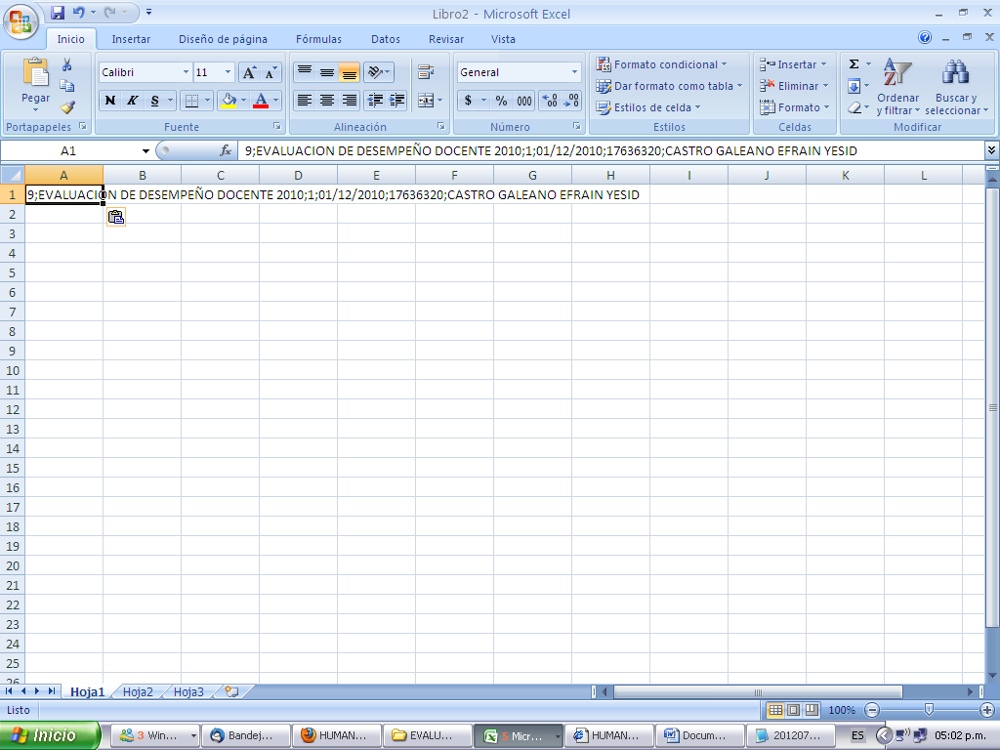 Libro2 - Microsoft Excel
Inicio Insertar Diseño de página Fórmulas Datos Revisar Vista
Pegar
Calibri 11
N K S
A A
A
General
$ % 000
Formato condicional
Dar formato como tabla
Estilos de celda
Insertar
Eliminar
Formato
Σ
Ordenar y filtrar
Buscar y seleccionar
Portapapeles Fuente Alineación Número Estilos Celdas Modificar
A1 fx 9;EVALUACION DE DESEMPEÑO DOCENTE 2010;1;01/12/2010;17636320;CASTRO GALEANO EFRAIN YESID
A B C D E F G H I J K L
1 9;EVALUACION DE DESEMPEÑO DOCENTE 2010;1;01/12/2010;17636320;CASTRO GALEANO EFRAIN YESID
2
3
4
5
6
7
8
9
10
11
12
13
14
15
16
17
18
19
20
21
22
23
24
25
26
Hoja1 Hoja2 Hoja3
Listo 100%
Inicio 3 Win... Bandej... HUMAN... EVALU... 5 Micr... HUMAN... Docum... 201207... ES 05:02 p.m.